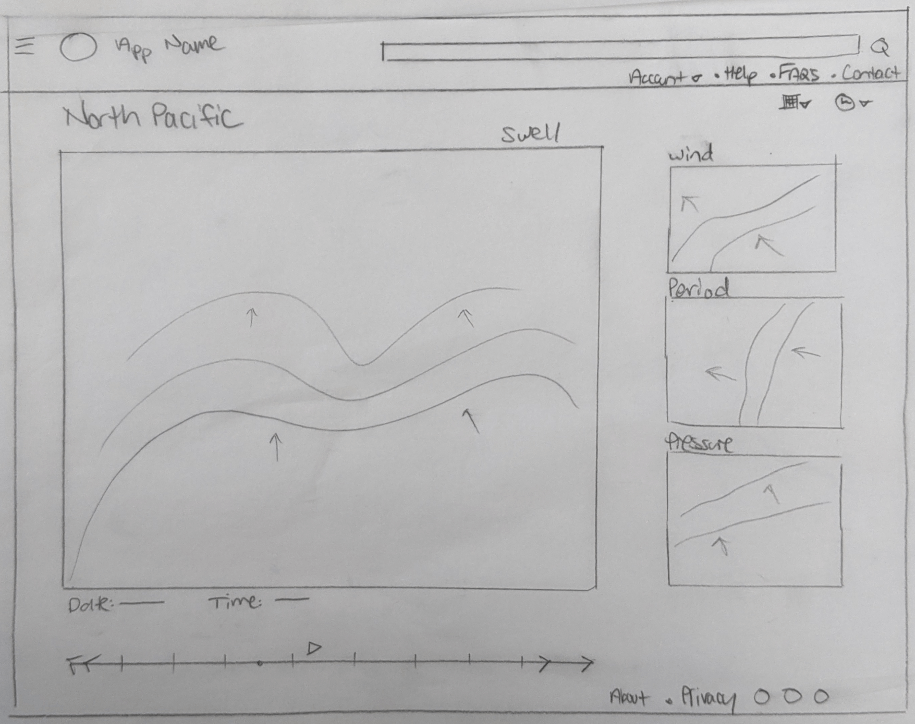 App Name
Account • Help • FAQS • Contact
North Pacific
Swell
Wind
Period
Pressure
Date: Time:
About • Privacy